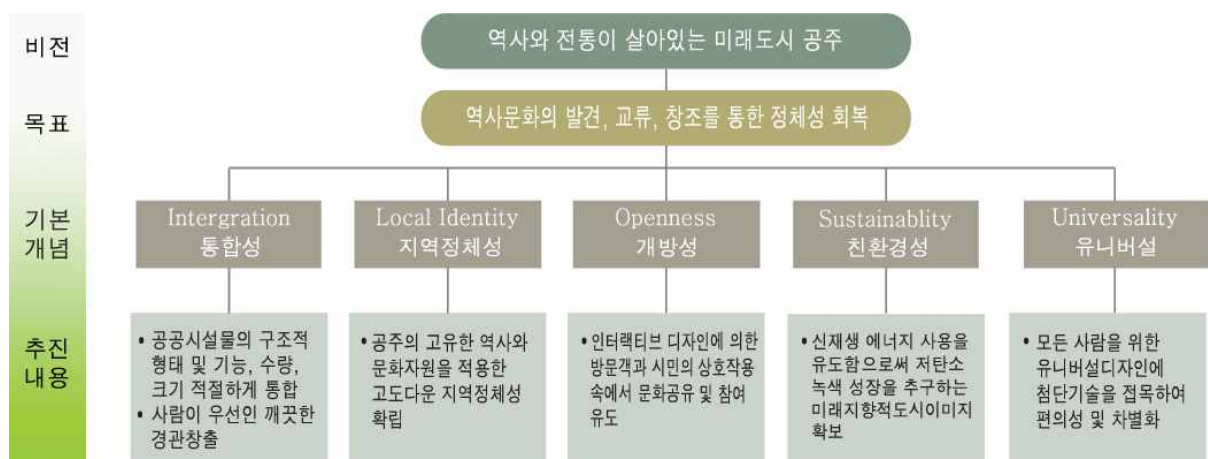 비전
역사와 전통이 살아있는 미래도시 공주
목표
역사문화의 발견, 교류, 창조를 통한 정체성 회복
기본
개념
Intergration
통합성
Local Identity
지역정체성
Openness
개방성
Sustainablity
친환경성
Universality
유니버설
추진
내용
• 공공시설물의 구조적
형태 및 기능, 수량,
크기 적절하게 통합
• 사람이 우선인 깨끗한
경관창출
• 공주의 고유한 역사와
문화자원을 적용한
고도다운 지역정체성
확립
• 인터랙티브 디자인에 의한
방문객과 시민의 상호작용
속에서 문화공유 및 참여
유도
• 신재생 에너지 사용을
유도함으로써 저탄소
녹색 성장을 추구하는
미래지향적도시이미지
확보
• 모든 사람을 위한
유니버설디자인에
첨단기술을 접목하여
편의성 및 차별화